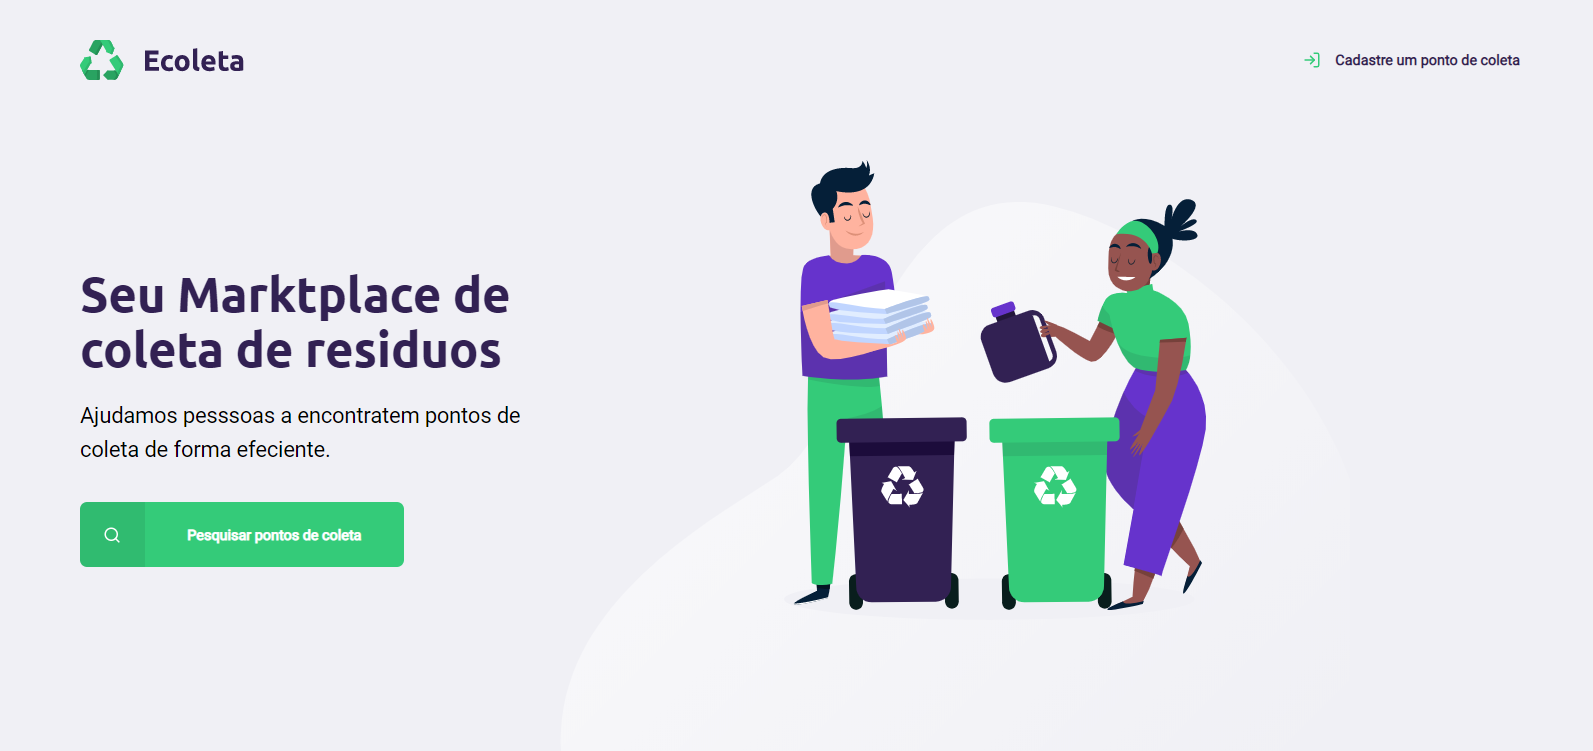 Ecoleta
Cadastre um ponto de coleta
Seu Marktplace de
coleta de residuos
Ajudamos pesssoas a encontratem pontos de
coleta de forma efeciente.
Pesquisar pontos de coleta